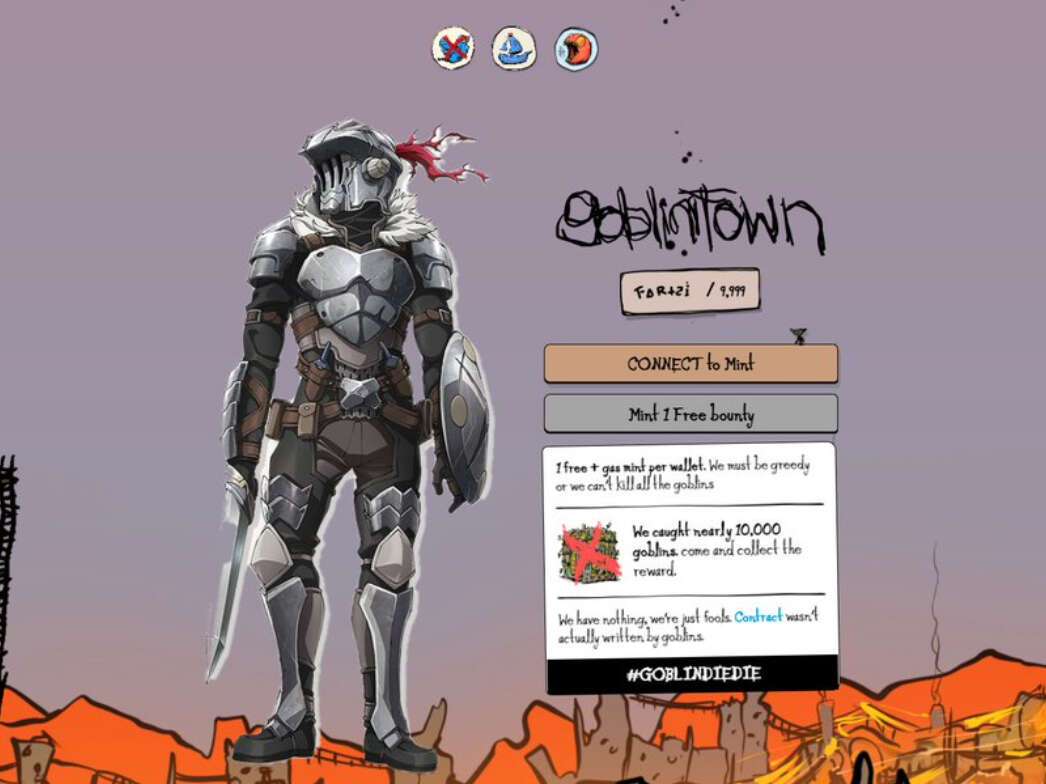 goblintown
FaRtzi / 9,999
CONNECT to Mint
Mint 1 Free bounty
1 free + gas mint per wallet. We must be greedy
or we can't kill all the goblins
We caught nearly 10,000
goblins. come and collect the
reward.
We have nothing, we're just fools. Contract wasn't
actually written by goblins.
#GOBLINDIEDIE